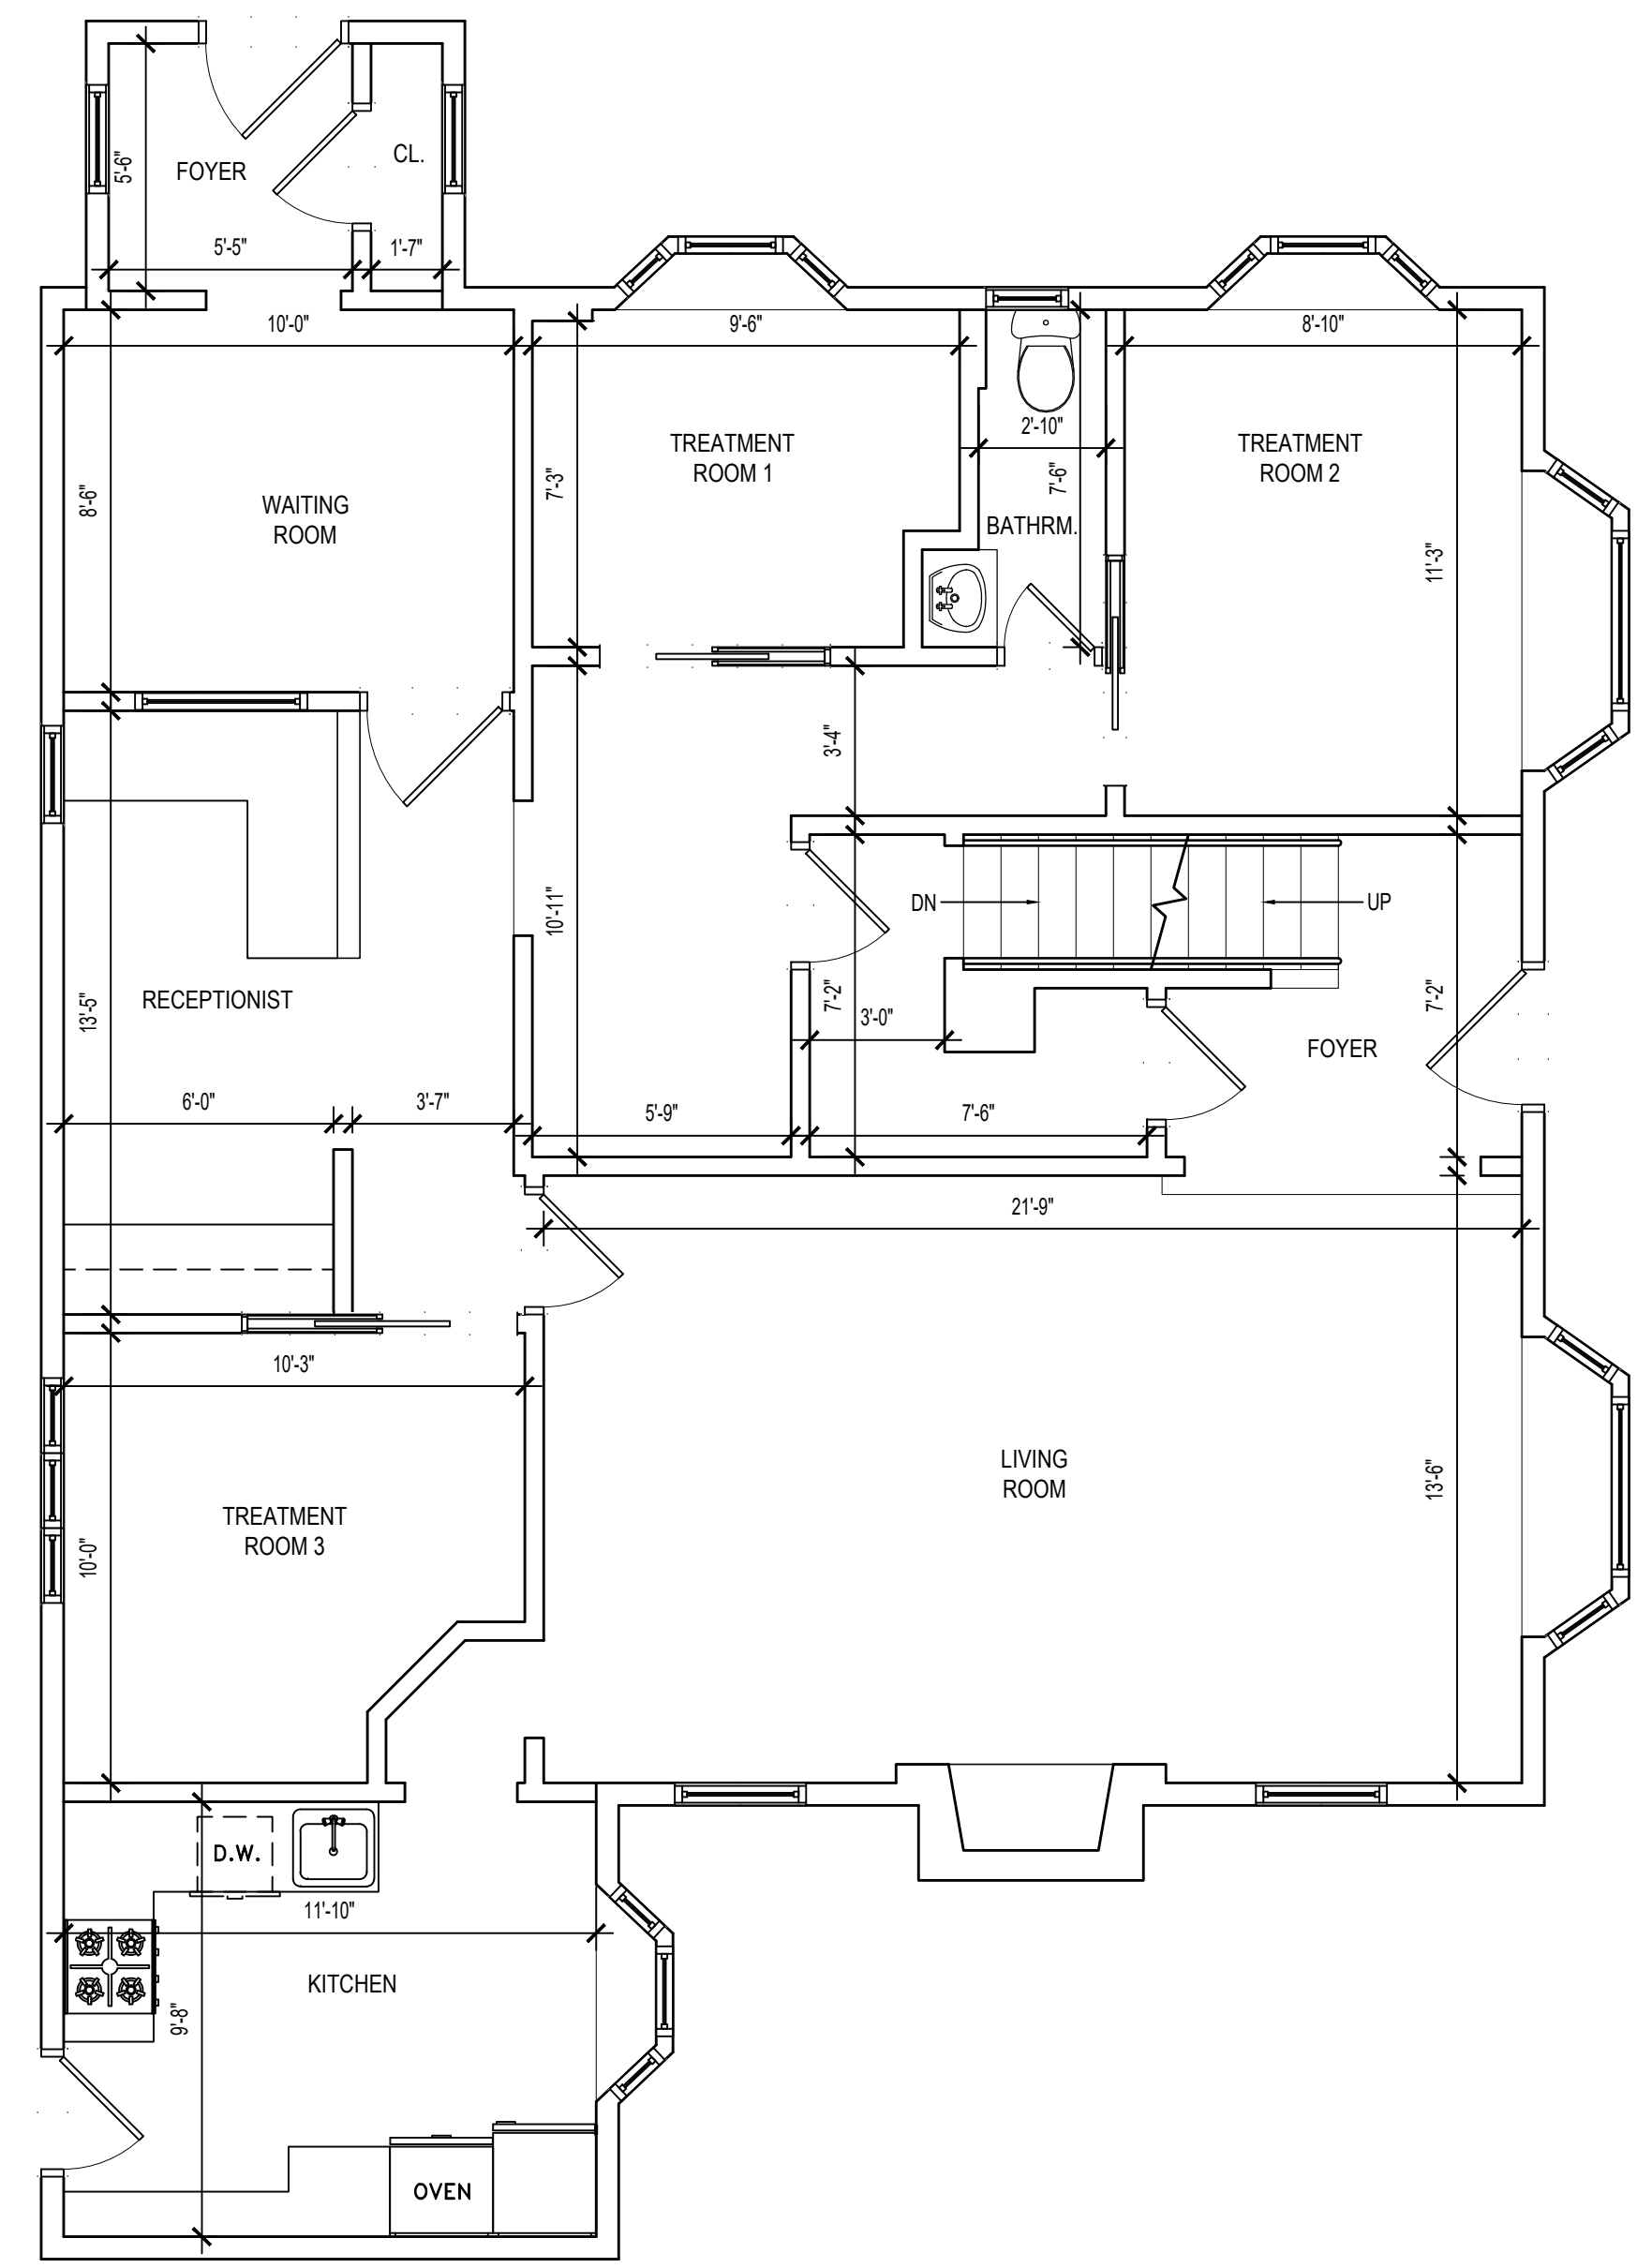 5'-6"
FOYER
CL.
5'-5"
1'-7"
10'-0"
9'-6"
8'-10"
8'-6"
WAITING
ROOM
7'-3"
TREATMENT
ROOM 1
2'-10"
7'-6"
BATHRM.
TREATMENT
ROOM 2
11'-3"
3'-4"
10'-11"
DN
UP
13'-5"
RECEPTIONIST
7'-2"
3'-0"
FOYER
7'-2"
6'-0"
3'-7"
5'-9"
7'-6"
21'-9"
10'-3"
LIVING
ROOM
13'-6"
10'-0"
TREATMENT
ROOM 3
D.W.
11'-10"
KITCHEN
9'-8"
OVEN